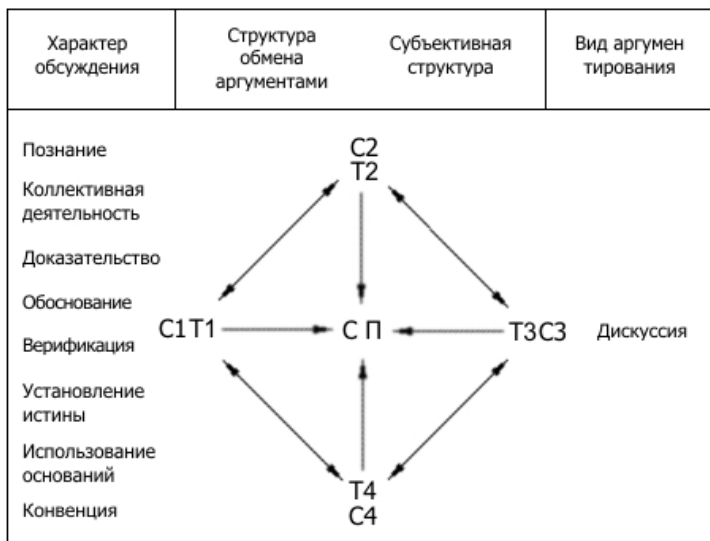 Характер
обсуждения
Структура
обмена
аргументами
Субъективная
структура
Вид аргумен
тирования
Познание
Коллективная
деятельность
Доказательство
Обоснование
Верификация
Установление
истины
Использование
оснований
Конвенция
С2
Т2
С1Т1
С П
Т3С3
Т4
С4
Дискуссия